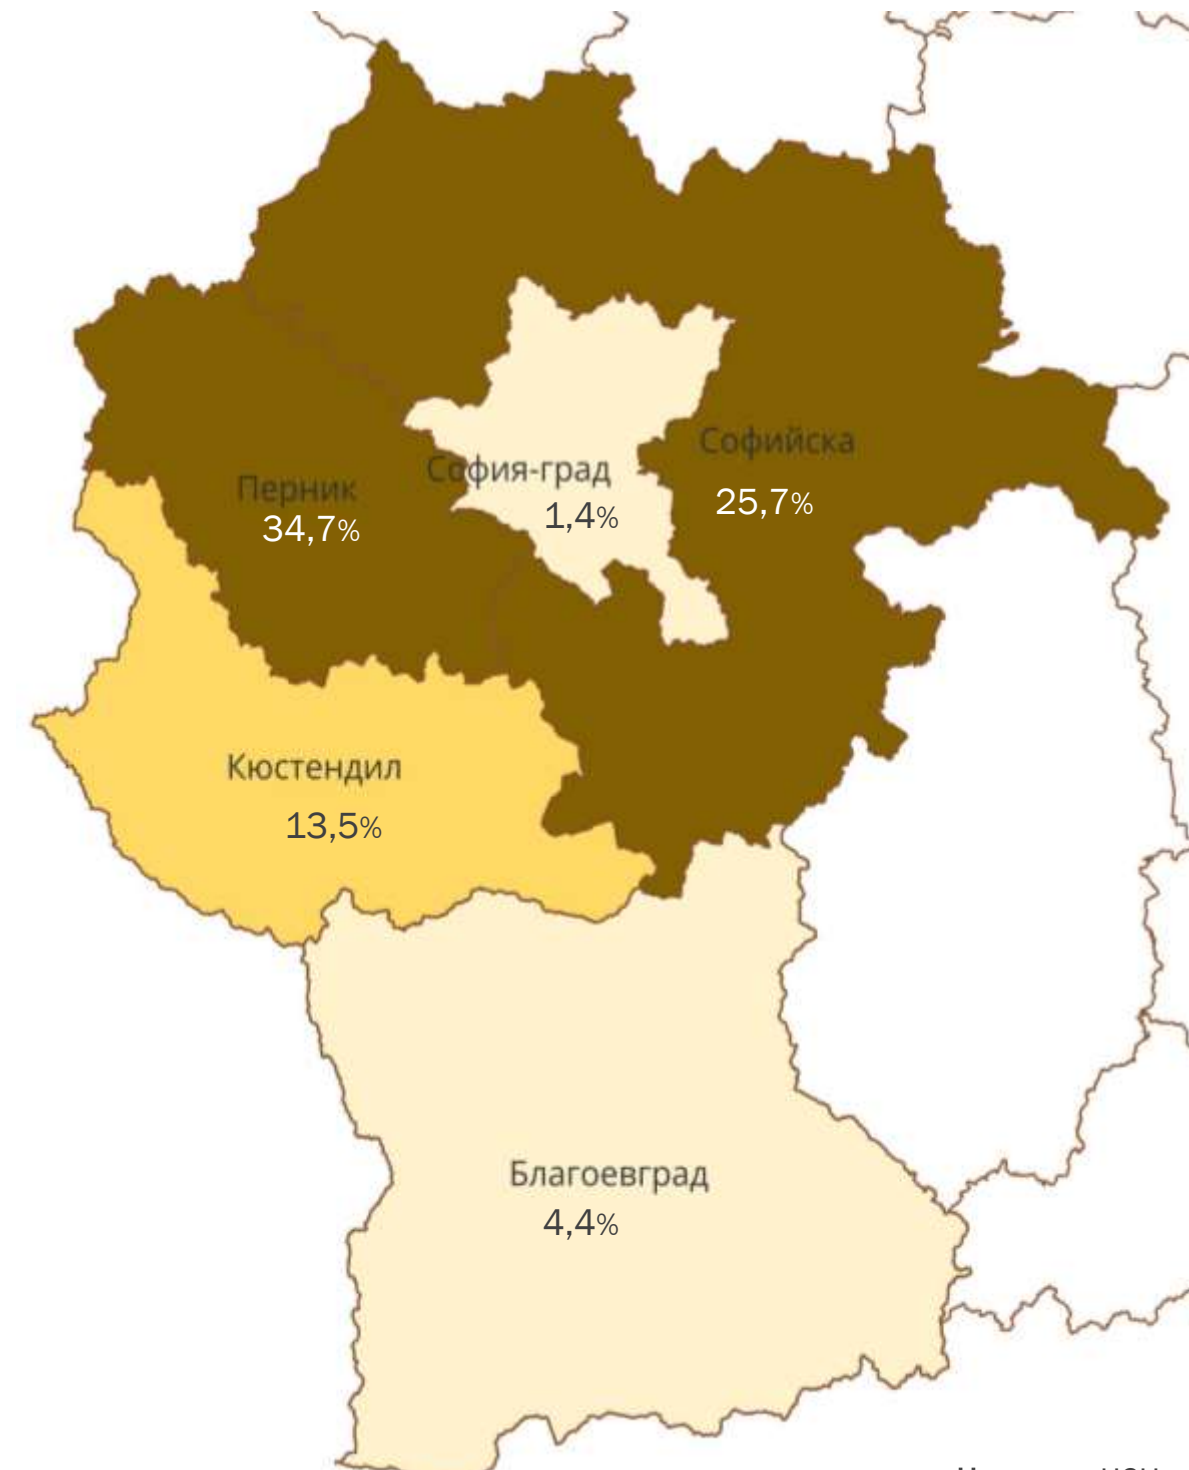 Софийска
София-град
Перник
25,7%
1,4%
34,7%
Кюстендил
13,5%
Благоевград
4,4%